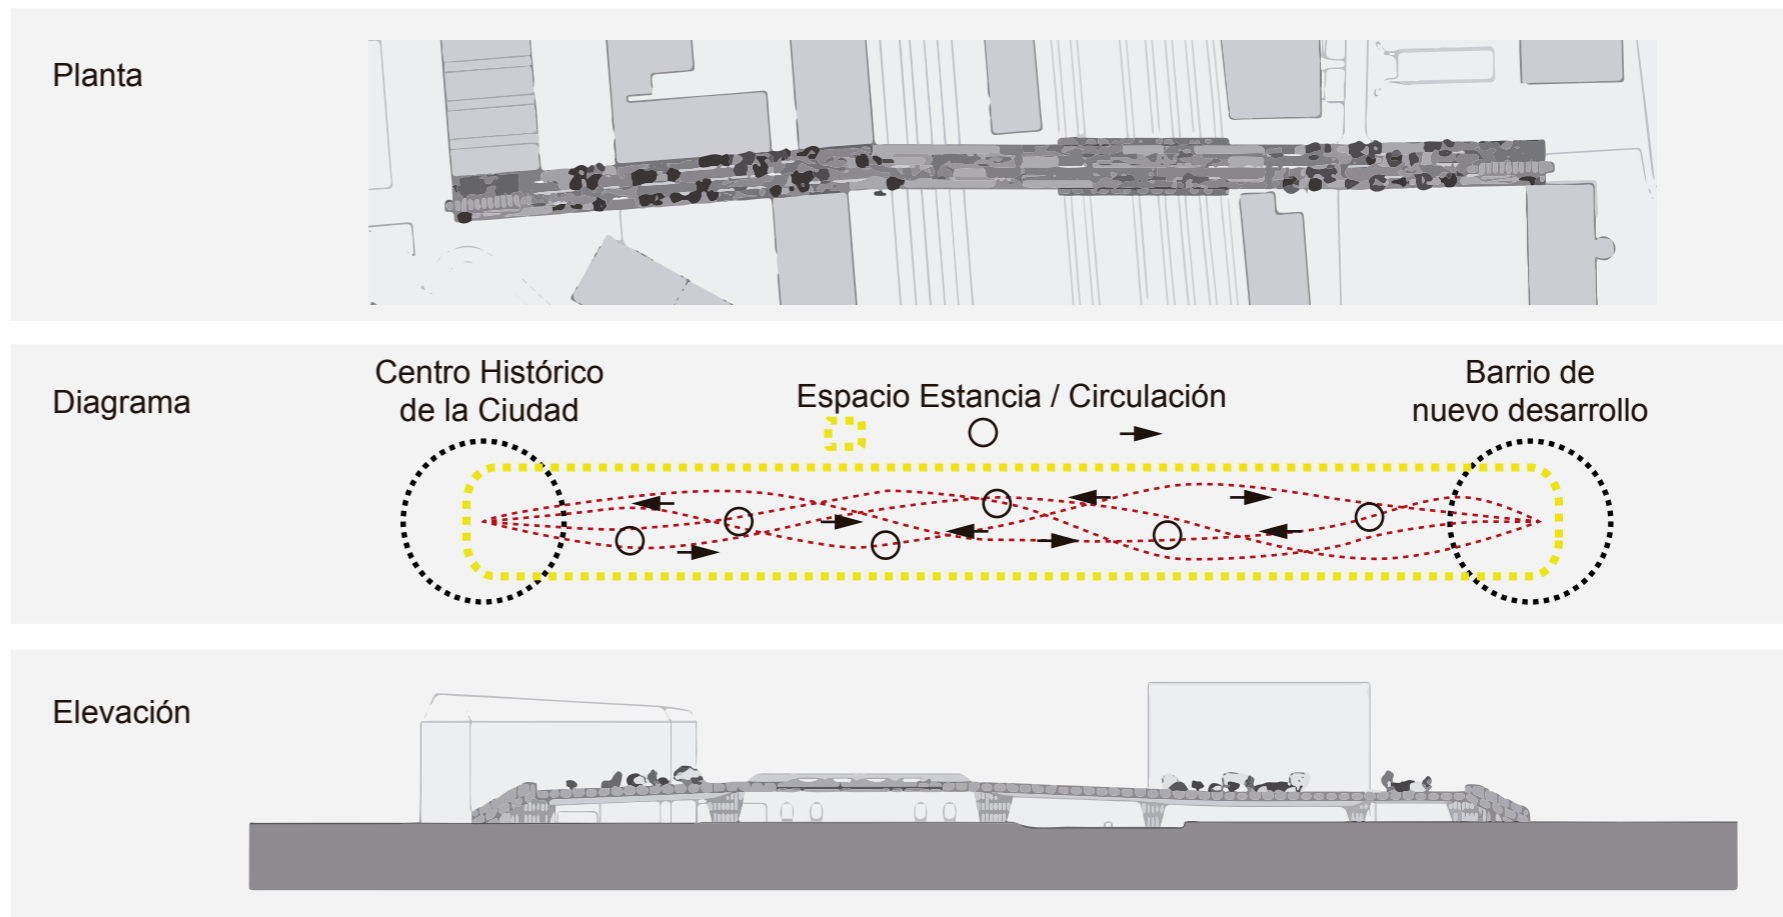 Planta
Diagrama
Centro Histórico
de la Ciudad
Espacio Estancia / Circulación
Barrio de
nuevo desarrollo
Elevación